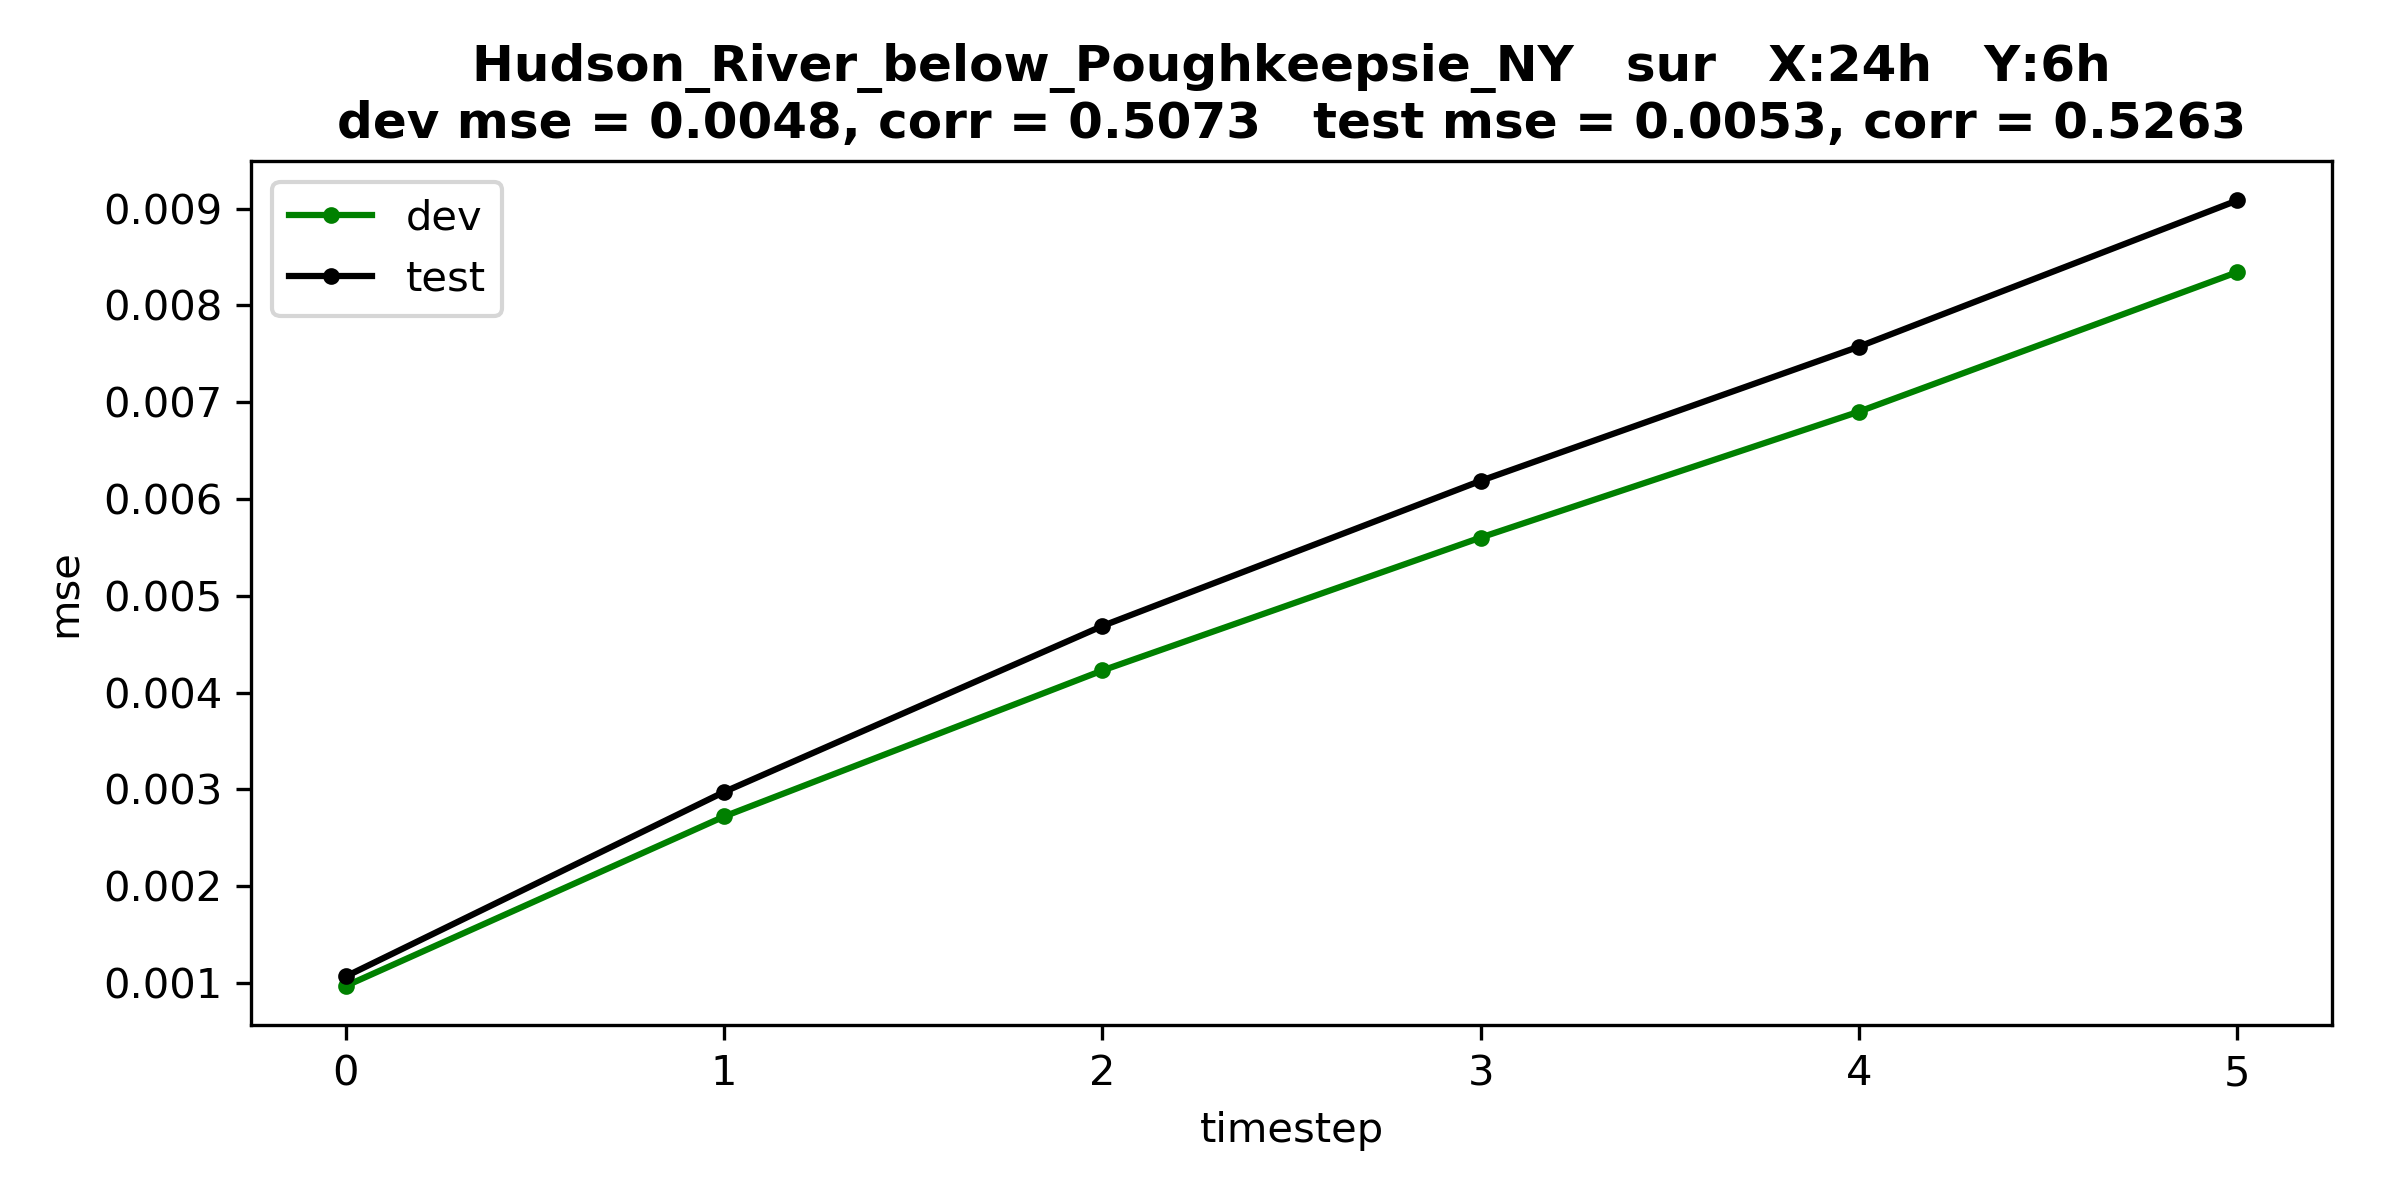 Hudson_River_below_Poughkeepsie_NY   sur   X:24h   Y:6h
dev mse = 0.0048, corr = 0.5073   test mse = 0.0053, corr = 0.5263
dev
test
0.009
0.008
0.007
0.006
0.005
0.004
0.003
0.002
0.001
mse
0 1 2 3 4 5
timestep